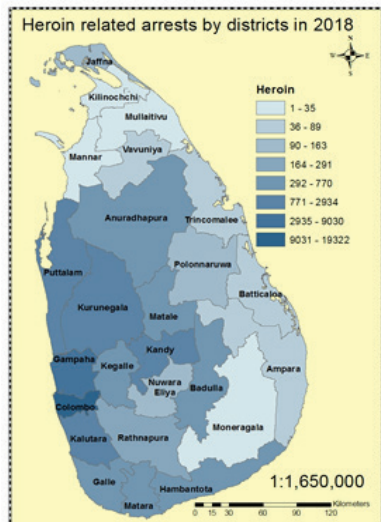 Heroin related arrests by districts in 2018
N
W E
S
Jaffna
Kilinochchi
Mullaitivu
Mannar
Vavuniya
Anuradhapura
Trincomalee
Puttalam
Polonnaruwa
Kurunegala
Batticaloa
Matale
Gampaha
Kandy
Kegalle
Ampara
Nuwara
Eliya
Badulla
Colombo
Moneragala
Kalutara
Rathnapura
Galle
Hambantota
Matara
Heroin
1 - 35
36 - 89
90 - 163
164 - 291
292 - 770
771 - 2934
2935 - 9030
9031 - 19322
1:1,650,000
0 15 30 60 90 120
Kilometers